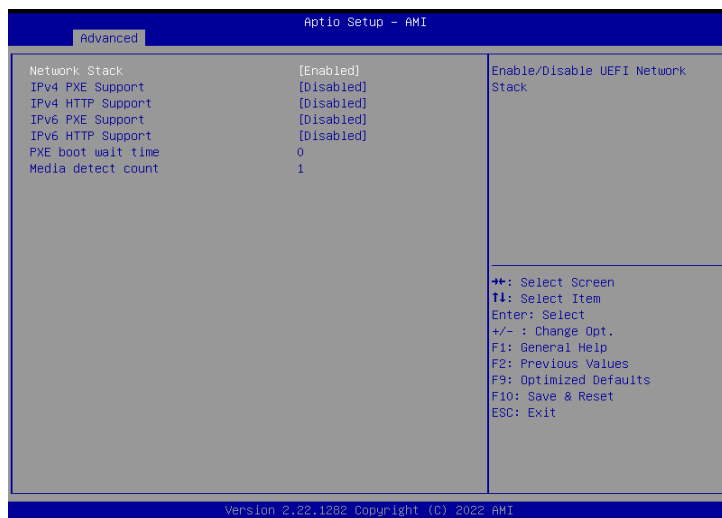 Aptio Setup – AMI
Advanced
Network Stack [Enabled]
IPv4 PXE Support [Disabled]
IPv4 HTTP Support [Disabled]
IPv6 PXE Support [Disabled]
IPv6 HTTP Support [Disabled]
PXE boot wait time 0
Media detect count 1
Enable/Disable UEFI Network
Stack
→←: Select Screen
↑↓: Select Item
Enter: Select
+/- : Change Opt.
F1: General Help
F2: Previous Values
F9: Optimized Defaults
F10: Save & Reset
ESC: Exit
Version 2.22.1282 Copyright (C) 2022 AMI